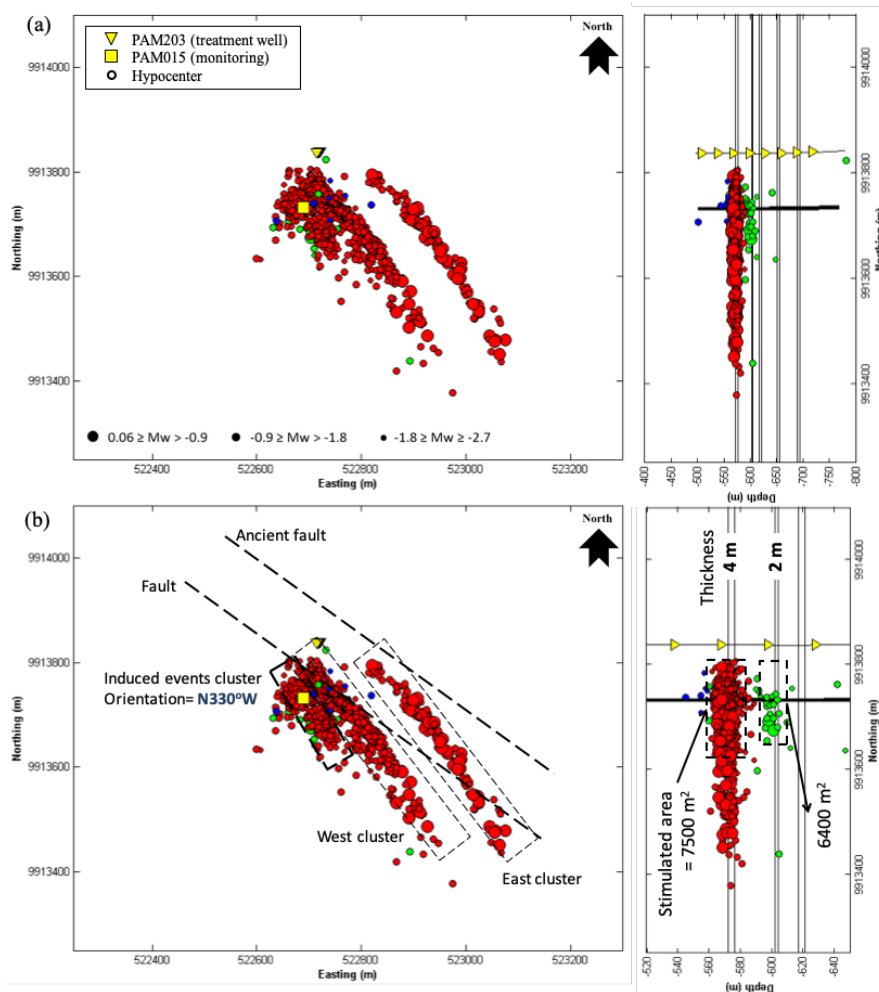 (a)
PAM203 (treatment well)
PAM015 (monitoring)
Hypocenter
North
9914000
9913800
9913600
9913400
Northing (m)
0.06 ≥ Mw > -0.9
-0.9 ≥ Mw > -1.8
-1.8 ≥ Mw ≥ -2.7
522400
522600
522800
523000
523200
Easting (m)
9914000
9913800
9913600
9913400
Northing (m)
-400
-450
-500
-550
-600
-650
-700
-750
-800
Depth (m)
(b)
North
Ancient fault
Fault
Induced events cluster
Orientation= N330°W
West cluster
East cluster
9914000
9913800
9913600
9913400
Northing (m)
522400
522600
522800
523000
523200
Easting (m)
Thickness
4 m
2 m
Stimulated area
= 7500 m²
6400 m²
9914000
9913800
9913600
9913400
Northing (m)
-520
-540
-560
-580
-600
-620
-640
Depth (m)